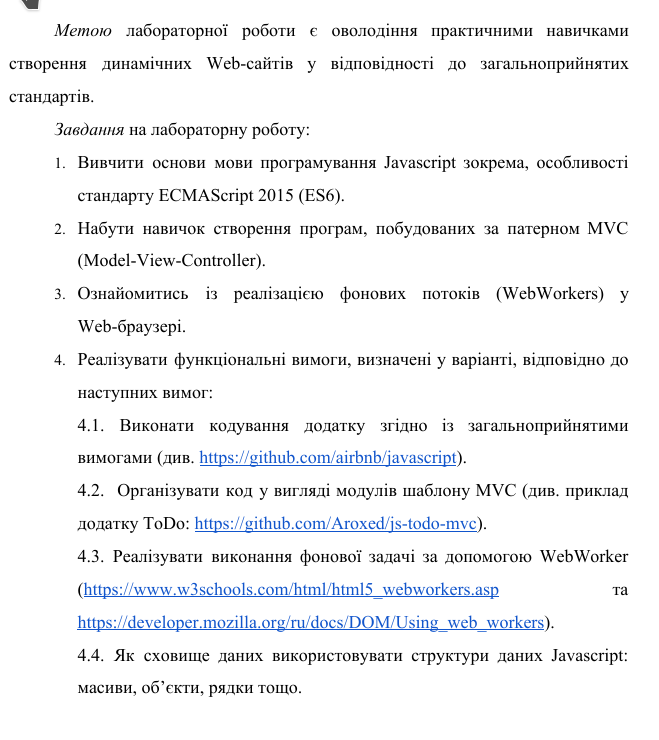 Метою лабораторної роботи є оволодіння практичними навичками
створення динамічних Web-сайтів у відповідності до загальноприйнятих
стандартів.
Завдання на лабораторну роботу:
1. Вивчити основи мови програмування Javascript зокрема, особливості
стандарту ECMAScript 2015 (ES6).
2. Набути навичок створення програм, побудованих за патерном MVC
(Model-View-Controller).
3. Ознайомитись із реалізацією фонових потоків (WebWorkers) у
Web-браузері.
4. Реалізувати функціональні вимоги, визначені у варіанті, відповідно до
наступних вимог:
4.1. Виконати кодування додатку згідно із загальноприйнятими
вимогами (див. https://github.com/airbnb/javascript).
4.2. Організувати код у вигляді модулів шаблону MVC (див. приклад
додатку ToDo: https://github.com/Aroxed/js-todo-mvc).
4.3. Реалізувати виконання фонової задачі за допомогою WebWorker
(https://www.w3schools.com/html/html5_webworkers.asp та
https://developer.mozilla.org/ru/docs/DOM/Using_web_workers).
4.4. Як сховище даних використовувати структури даних Javascript:
масиви, об’єкти, рядки тощо.